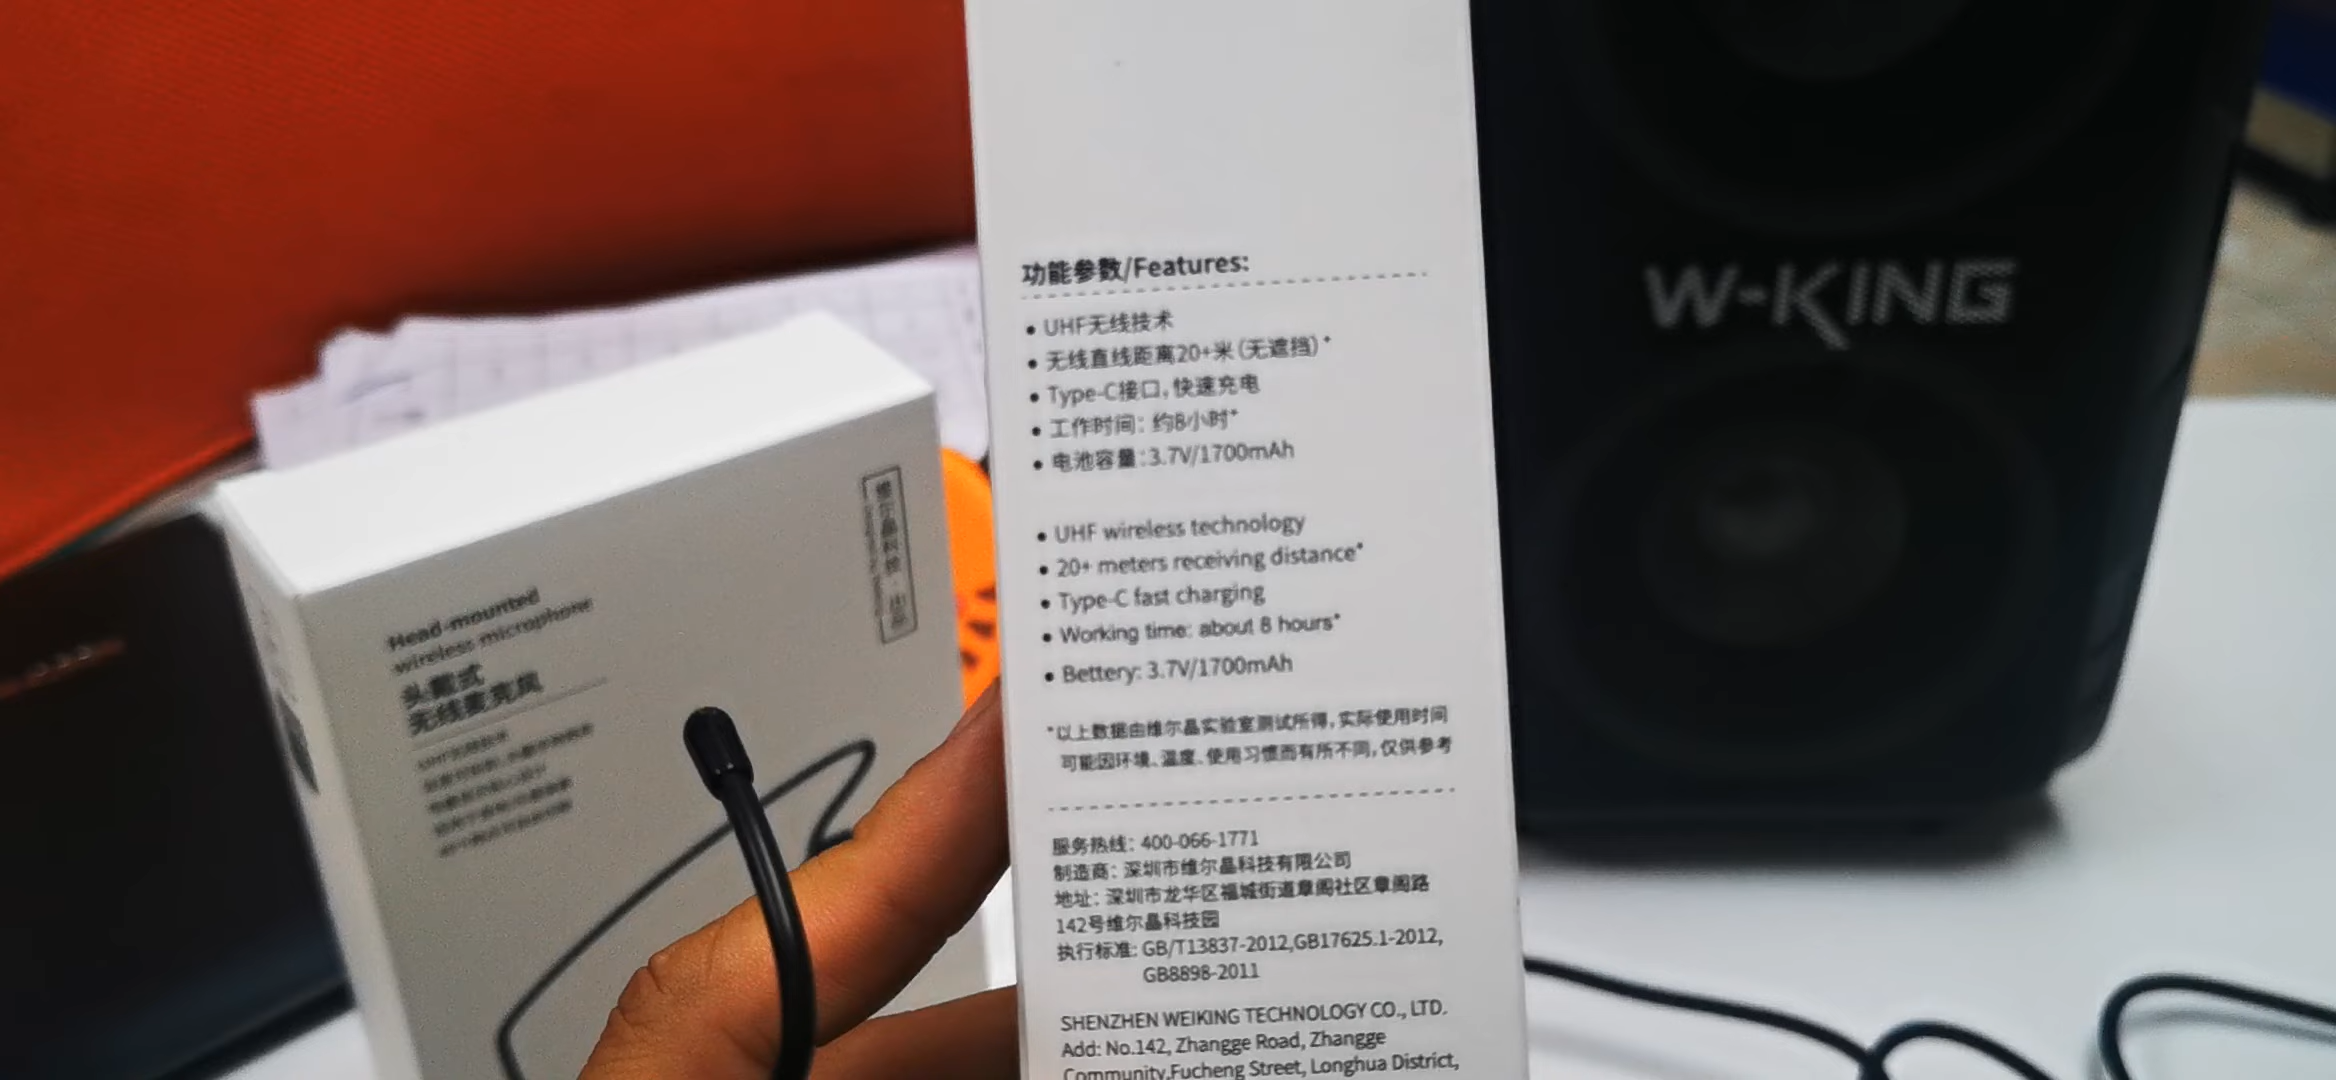 功能参数/Features:
• UHF无线技术
• 无线直线距离20+米(无遮挡)*
• Type-C接口, 快速充电
• 工作时间: 约8小时*
• 电池容量:3.7V/1700mAh
• UHF wireless technology
• 20+ meters receiving distance*
• Type-C fast charging
• Working time: about 8 hours*
• Bettery: 3.7V/1700mAh
*以上数据由维尔晶实验室测试所得, 实际使用时间
可能因环境、温度、使用习惯而有所不同, 仅供参考
服务热线: 400-066-1771
制造商: 深圳市维尔晶科技有限公司
地址: 深圳市龙华区福城街道章阁社区章阁路
142号维尔晶科技园
执行标准: GB/T13837-2012,GB17625.1-2012,
GB8898-2011
SHENZHEN WEIKING TECHNOLOGY CO., LTD.
Add: No.142, Zhangge Road, Zhangge
Community,Fucheng Street, Longhua District,
Head-mounted
wireless microphone
头戴式
无线麦克风
维尔晶科技·出品
W-KING